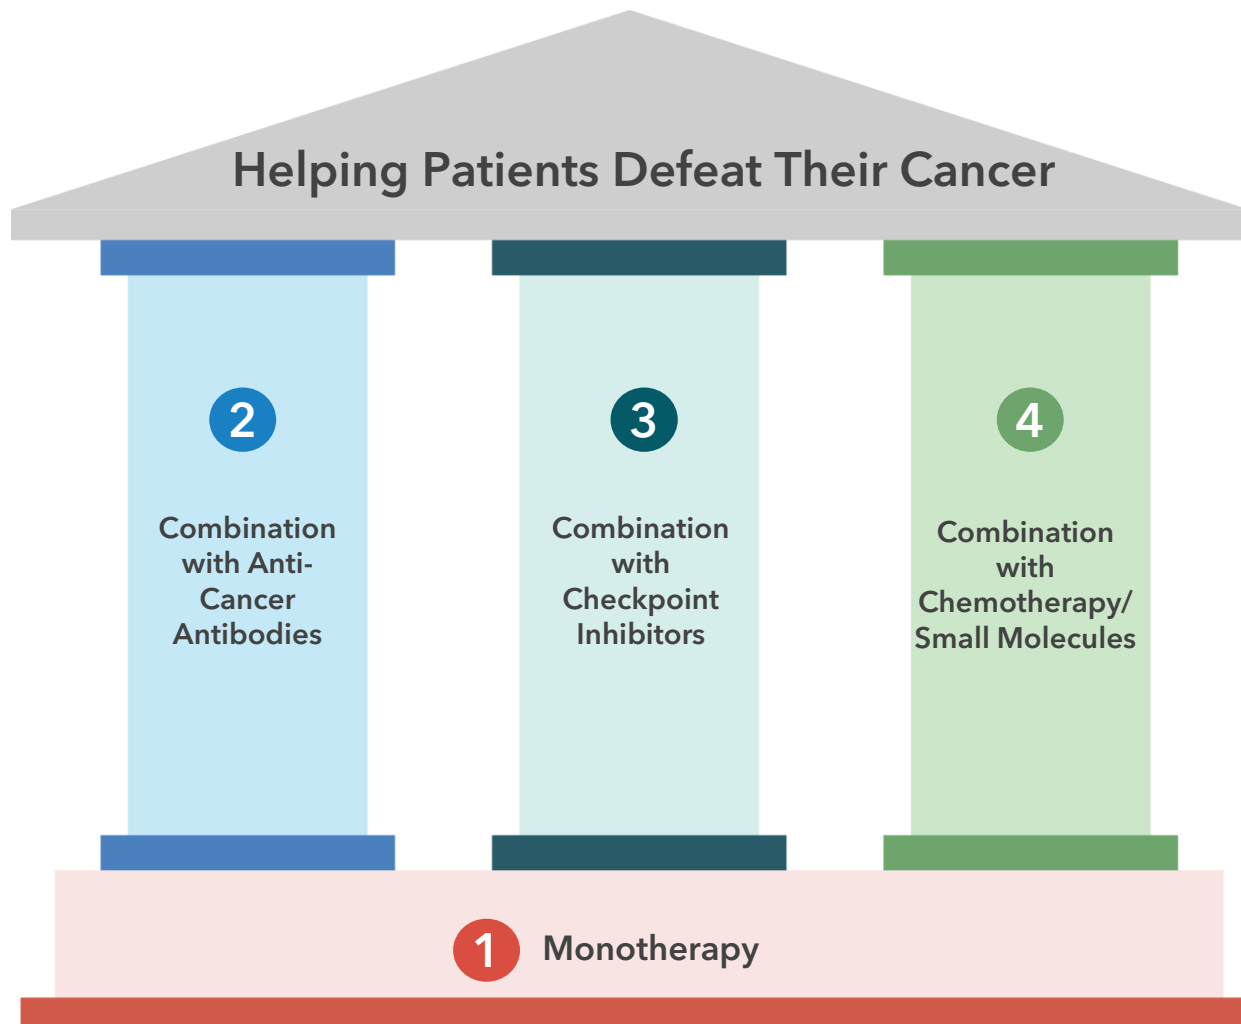 Helping Patients Defeat Their Cancer
2
Combination
with Anti-
Cancer
Antibodies
3
Combination
with
Checkpoint
Inhibitors
4
Combination
with
Chemotherapy/
Small Molecules
1 Monotherapy